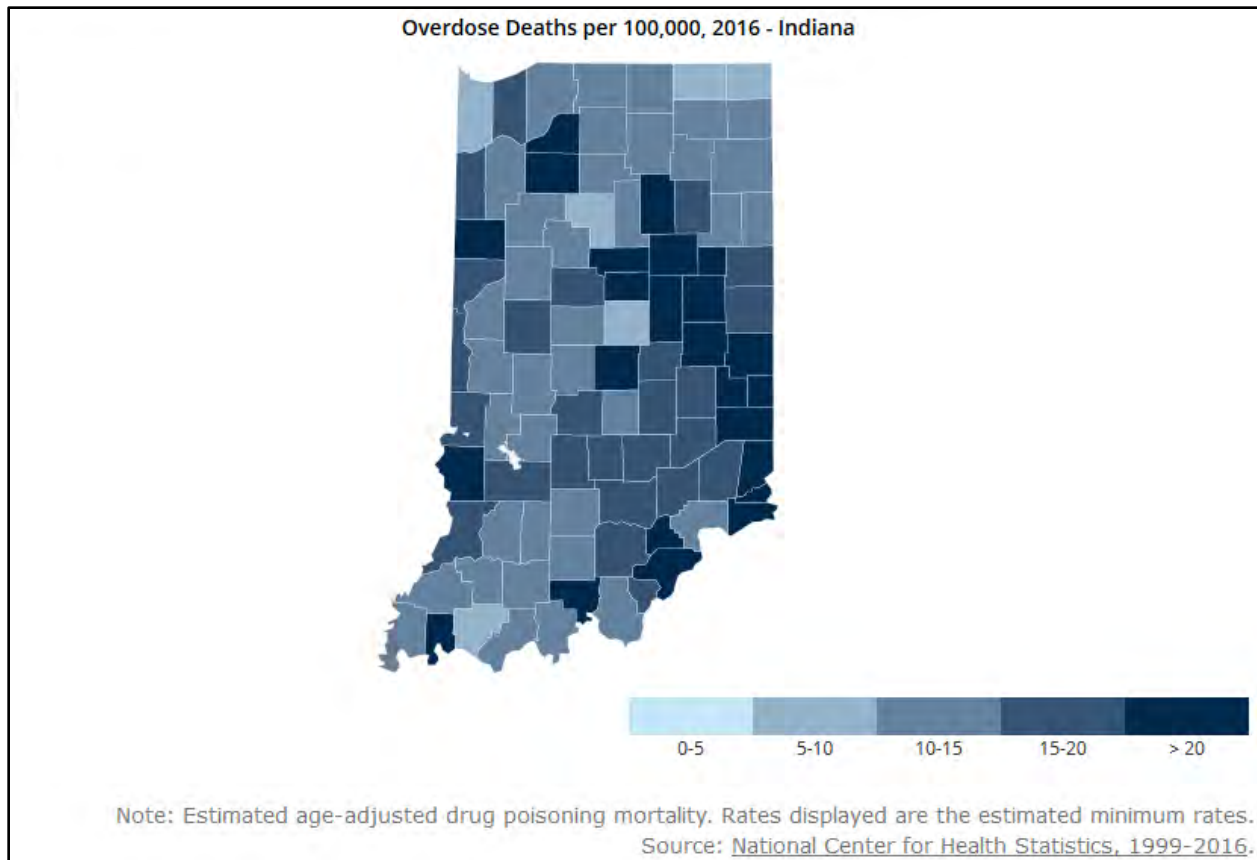 Overdose Deaths per 100,000, 2016 - Indiana
0-5 5-10 10-15 15-20 > 20
Note: Estimated age-adjusted drug poisoning mortality. Rates displayed are the estimated minimum rates.
Source: National Center for Health Statistics, 1999-2016.